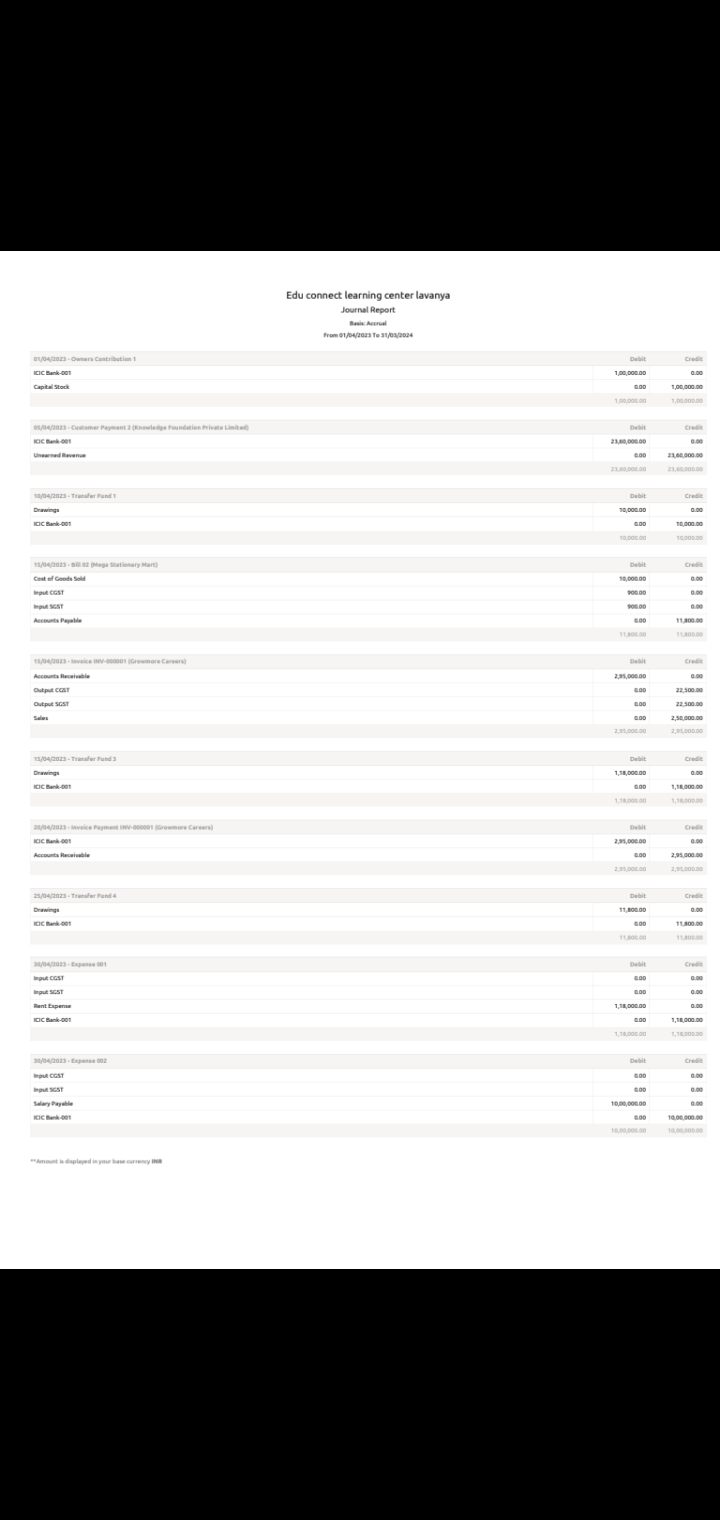 Edu connect learning center lavanya
Journal Report
Basis: Accrual
From 01/04/2023 To 31/03/2024
01/04/2023 - Owners Contribution 1 Debit Credit
ICIC Bank-001 1,00,000.00 0.00
Capital Stock 0.00 1,00,000.00
1,00,000.00 1,00,000.00
05/04/2023 - Customer Payment 2 (Knowledge Foundation Private Limited) Debit Credit
ICIC Bank-001 23,60,000.00 0.00
Unearned Revenue 0.00 23,60,000.00
23,60,000.00 23,60,000.00
10/04/2023 - Transfer Fund 1 Debit Credit
Drawings 10,000.00 0.00
ICIC Bank-001 0.00 10,000.00
10,000.00 10,000.00
15/04/2023 - Bill 02 (Mega Stationary Mart) Debit Credit
Cost of Goods Sold 10,000.00 0.00
Input CGST 900.00 0.00
Input SGST 900.00 0.00
Accounts Payable 0.00 11,800.00
11,800.00 11,800.00
15/04/2023 - Invoice INV-000001 (Growmore Careers) Debit Credit
Accounts Receivable 2,95,000.00 0.00
Output CGST 0.00 22,500.00
Output SGST 0.00 22,500.00
Sales 0.00 2,50,000.00
2,95,000.00 2,95,000.00
15/04/2023 - Transfer Fund 3 Debit Credit
Drawings 1,18,000.00 0.00
ICIC Bank-001 0.00 1,18,000.00
1,18,000.00 1,18,000.00
20/04/2023 - Invoice Payment INV-000001 (Growmore Careers) Debit Credit
ICIC Bank-001 2,95,000.00 0.00
Accounts Receivable 0.00 2,95,000.00
2,95,000.00 2,95,000.00
25/04/2023 - Transfer Fund 4 Debit Credit
Drawings 11,800.00 0.00
ICIC Bank-001 0.00 11,800.00
11,800.00 11,800.00
30/04/2023 - Expense 001 Debit Credit
Input CGST 0.00 0.00
Input SGST 0.00 0.00
Rent Expense 1,18,000.00 0.00
ICIC Bank-001 0.00 1,18,000.00
1,18,000.00 1,18,000.00
30/04/2023 - Expense 002 Debit Credit
Input CGST 0.00 0.00
Input SGST 0.00 0.00
Salary Payable 10,00,000.00 0.00
ICIC Bank-001 0.00 10,00,000.00
10,00,000.00 10,00,000.00
**Amount is displayed in your base currency INR